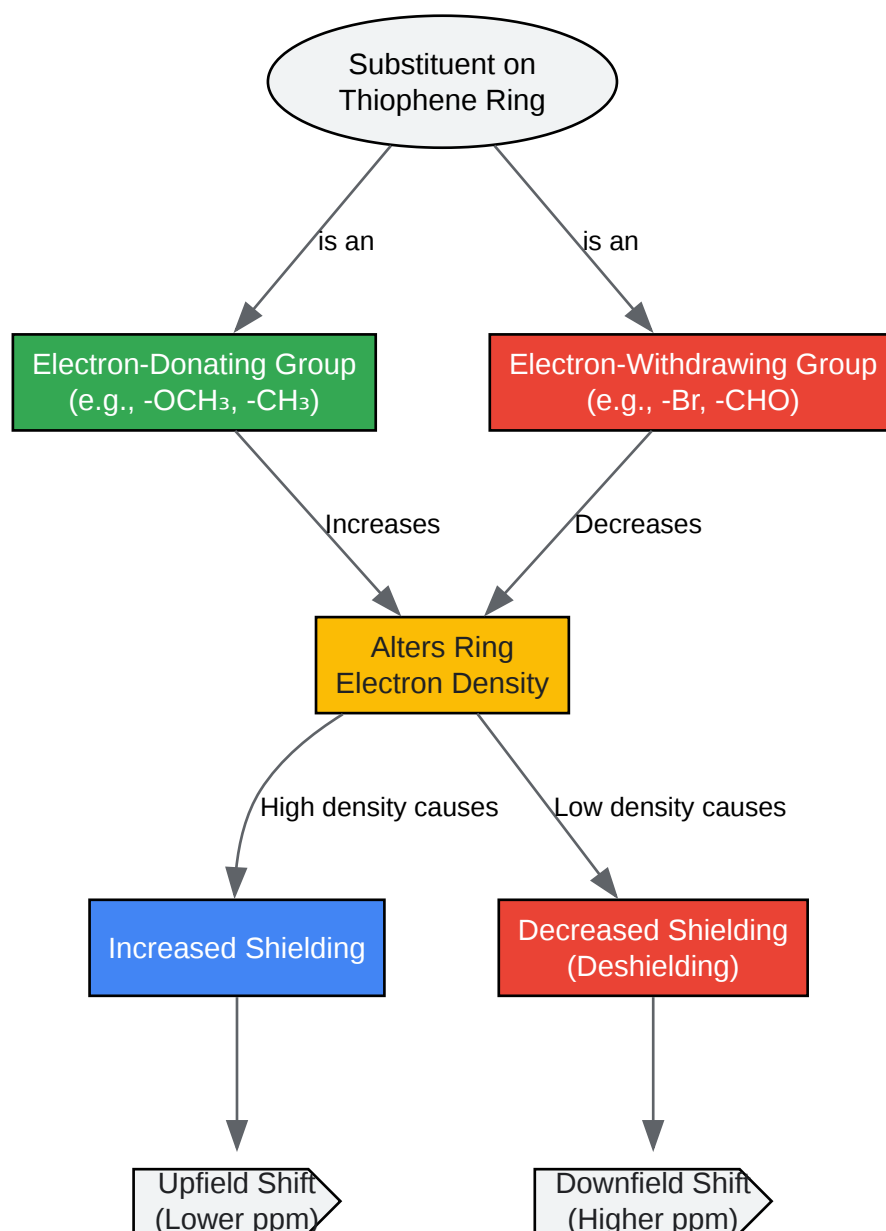 Substituent on
Thiophene Ring
is an
is an
Electron-Donating Group
(e.g., -OCH₃, -CH₃)
Electron-Withdrawing Group
(e.g., -Br, -CHO)
Increases
Decreases
Alters Ring
Electron Density
High density causes
Low density causes
Increased Shielding
Decreased Shielding
(Deshielding)
Upfield Shift
(Lower ppm)
Downfield Shift
(Higher ppm)